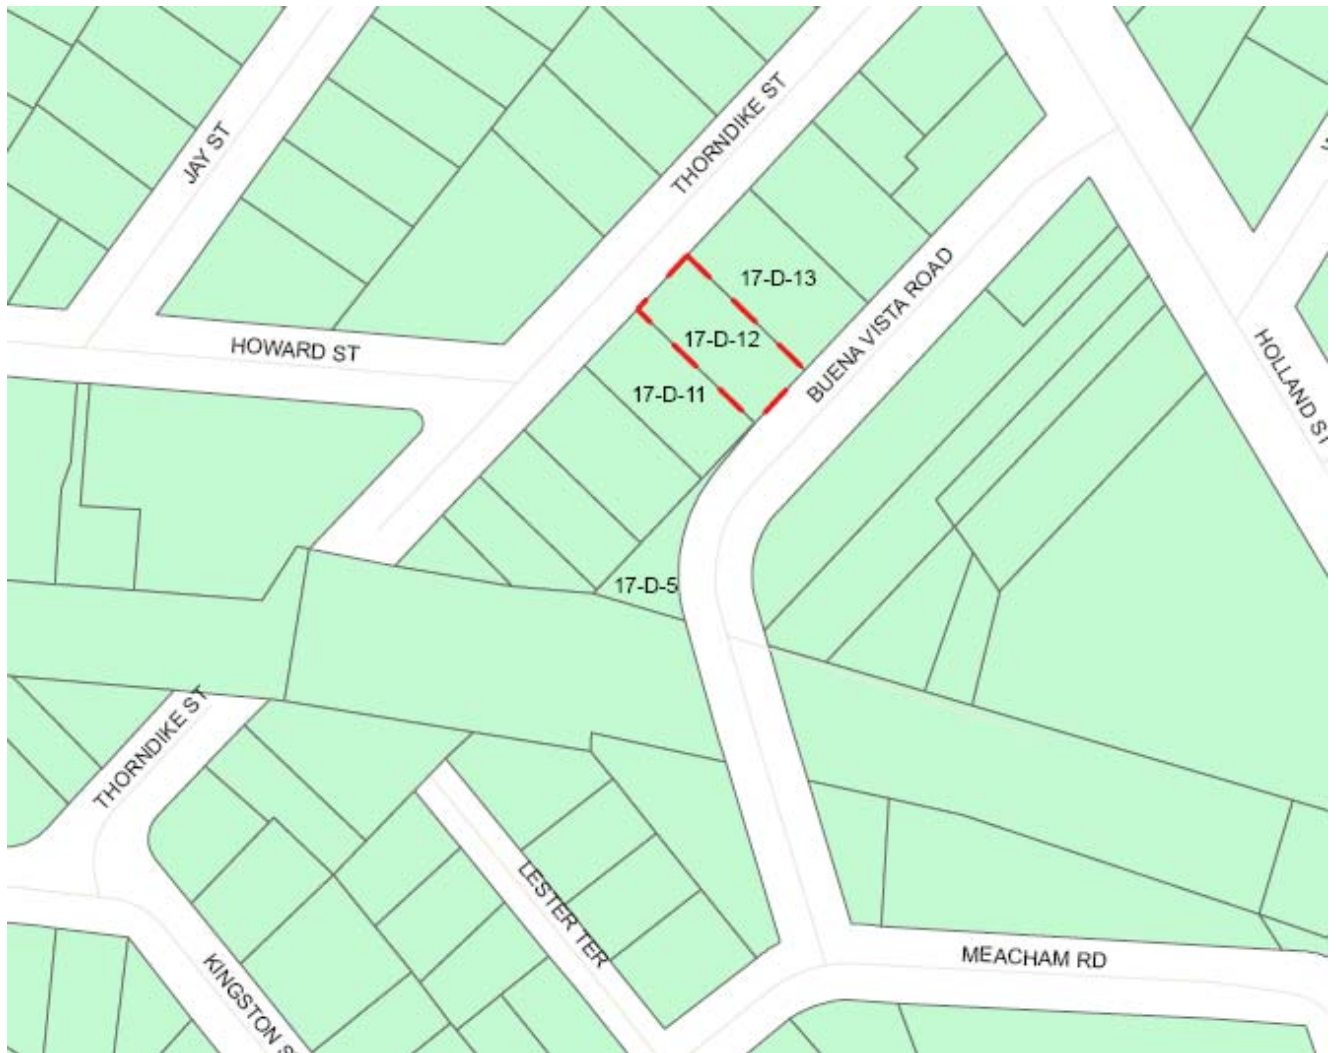 THORNDIKE ST
JAY ST
17-D-13
BUENA VISTA ROAD
17-D-12
HOWARD ST
HOLLAND ST
17-D-11
17-D-5
THORNDIKE ST
LESTER TER
MEACHAM RD
KINGSTON S